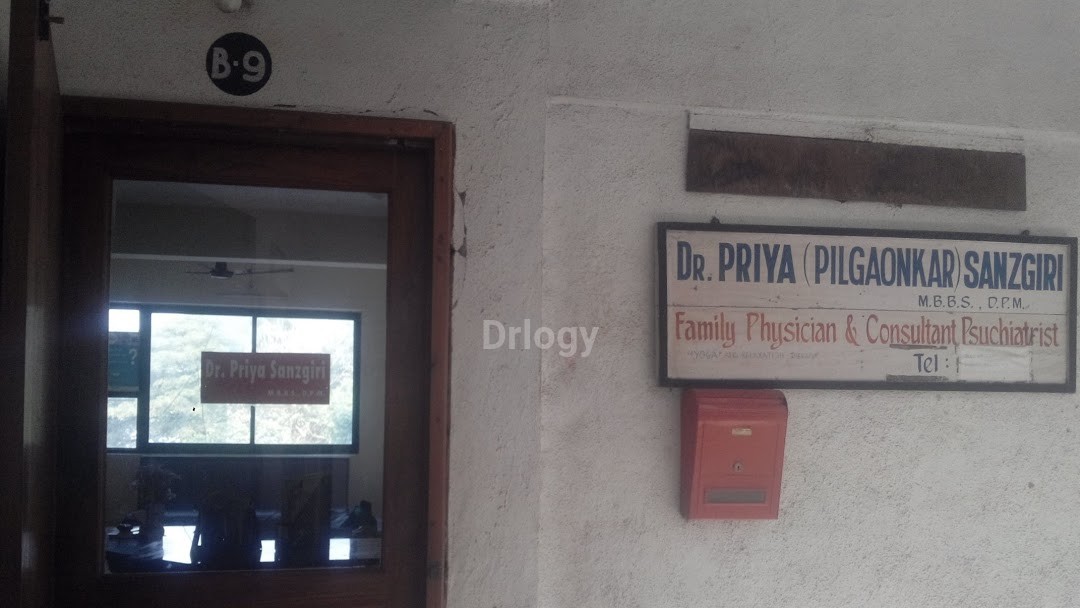 B·9
DR. PRIYA (PILGAONKAR) SANZGIRI
M.B.B.S., D.P.M.
Family Physician & Consultant Psuchiatrist
Tel :
Dr. Priya Sanzgiri
M.B.B.S., D.P.M.
Drlogy
?